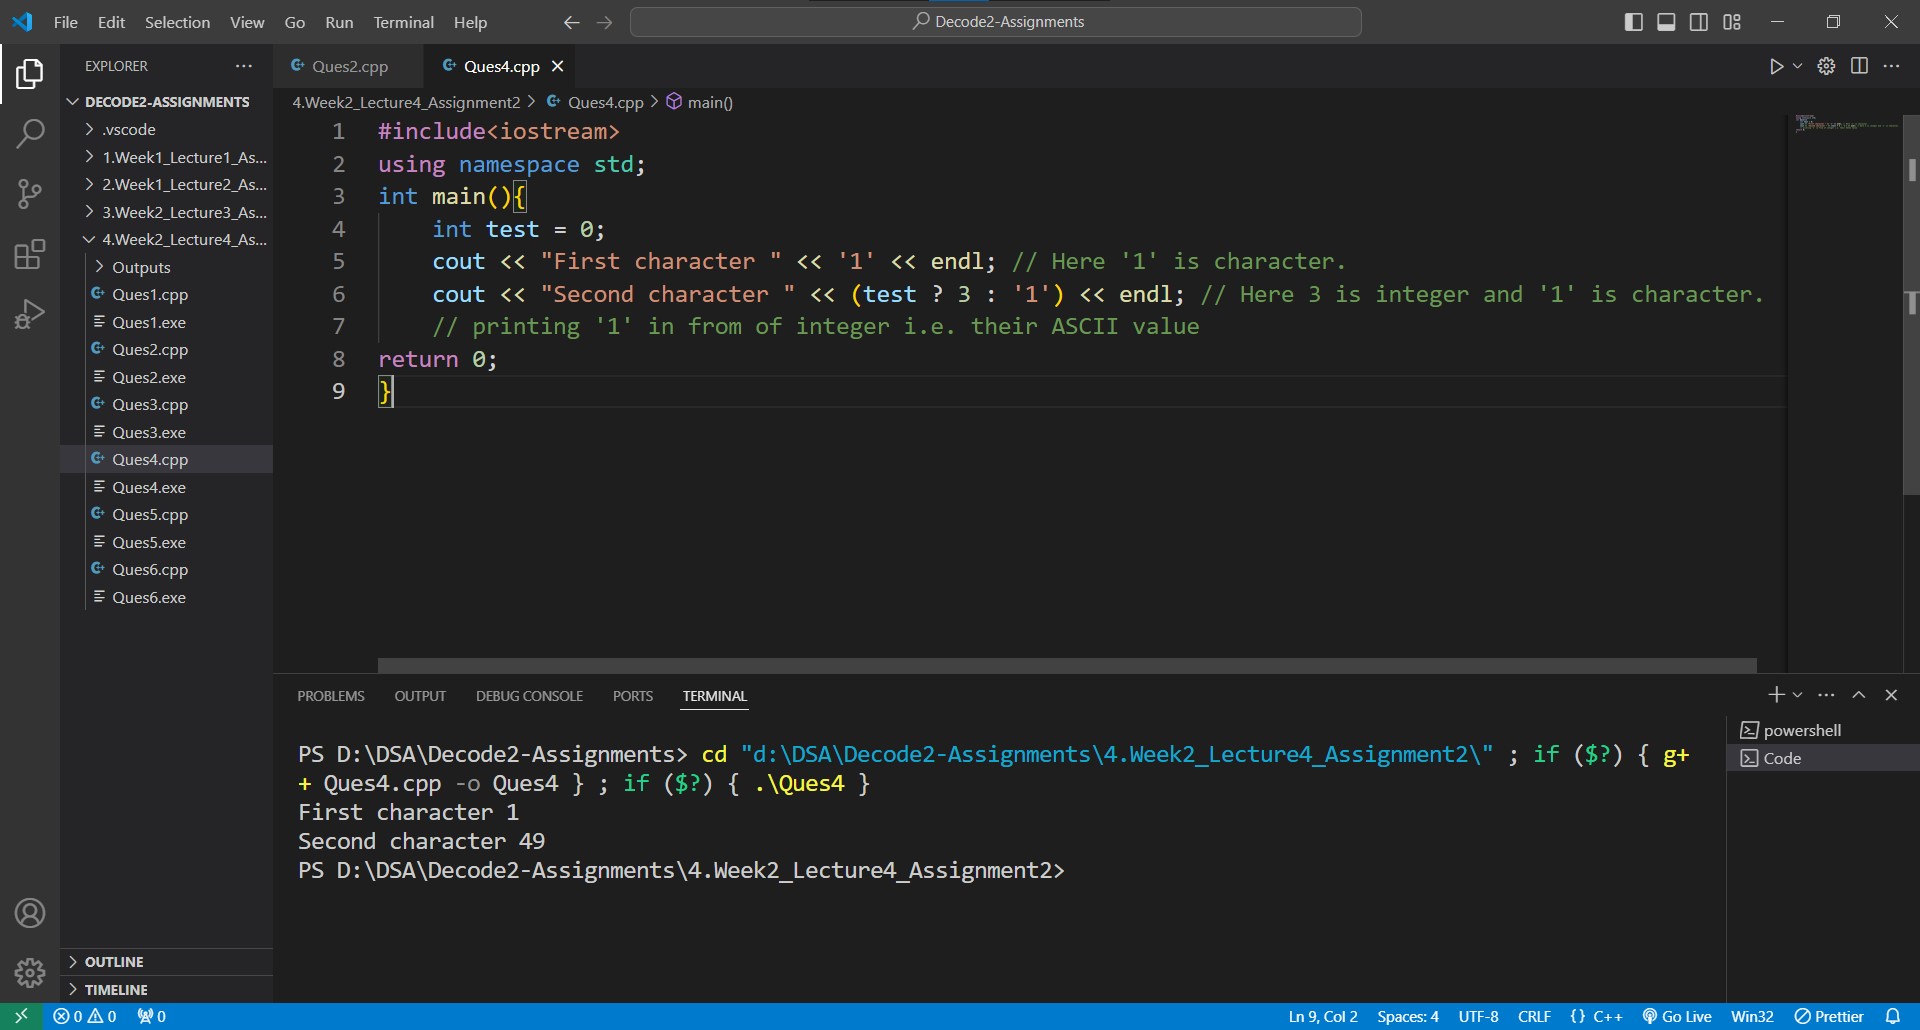 File Edit Selection View Go Run Terminal Help
Decode2-Assignments
EXPLORER
DECODE2-ASSIGNMENTS
.vscode
1.Week1_Lecture1_As...
2.Week1_Lecture2_As...
3.Week2_Lecture3_As...
4.Week2_Lecture4_As...
Outputs
Ques1.cpp
Ques1.exe
Ques2.cpp
Ques2.exe
Ques3.cpp
Ques3.exe
Ques4.cpp
Ques4.exe
Ques5.cpp
Ques5.exe
Ques6.cpp
Ques6.exe
OUTLINE
TIMELINE
Ques2.cpp Ques4.cpp
4.Week2_Lecture4_Assignment2 > Ques4.cpp > main()
1 #include<iostream>
2 using namespace std;
3 int main(){
4 int test = 0;
5 cout << "First character " << '1' << endl; // Here '1' is character.
6 cout << "Second character " << (test ? 3 : '1') << endl; // Here 3 is integer and '1' is character.
7 // printing '1' in from of integer i.e. their ASCII value
8 return 0;
9 }
PROBLEMS OUTPUT DEBUG CONSOLE PORTS TERMINAL
PS D:\DSA\Decode2-Assignments> cd "d:\DSA\Decode2-Assignments\4.Week2_Lecture4_Assignment2\" ; if ($?) { g+
+ Ques4.cpp -o Ques4 } ; if ($?) { .\Ques4 }
First character 1
Second character 49
PS D:\DSA\Decode2-Assignments\4.Week2_Lecture4_Assignment2>
powershell
Code
0 0 0 Ln 9, Col 2 Spaces: 4 UTF-8 CRLF {} C++ Go Live Win32 Prettier